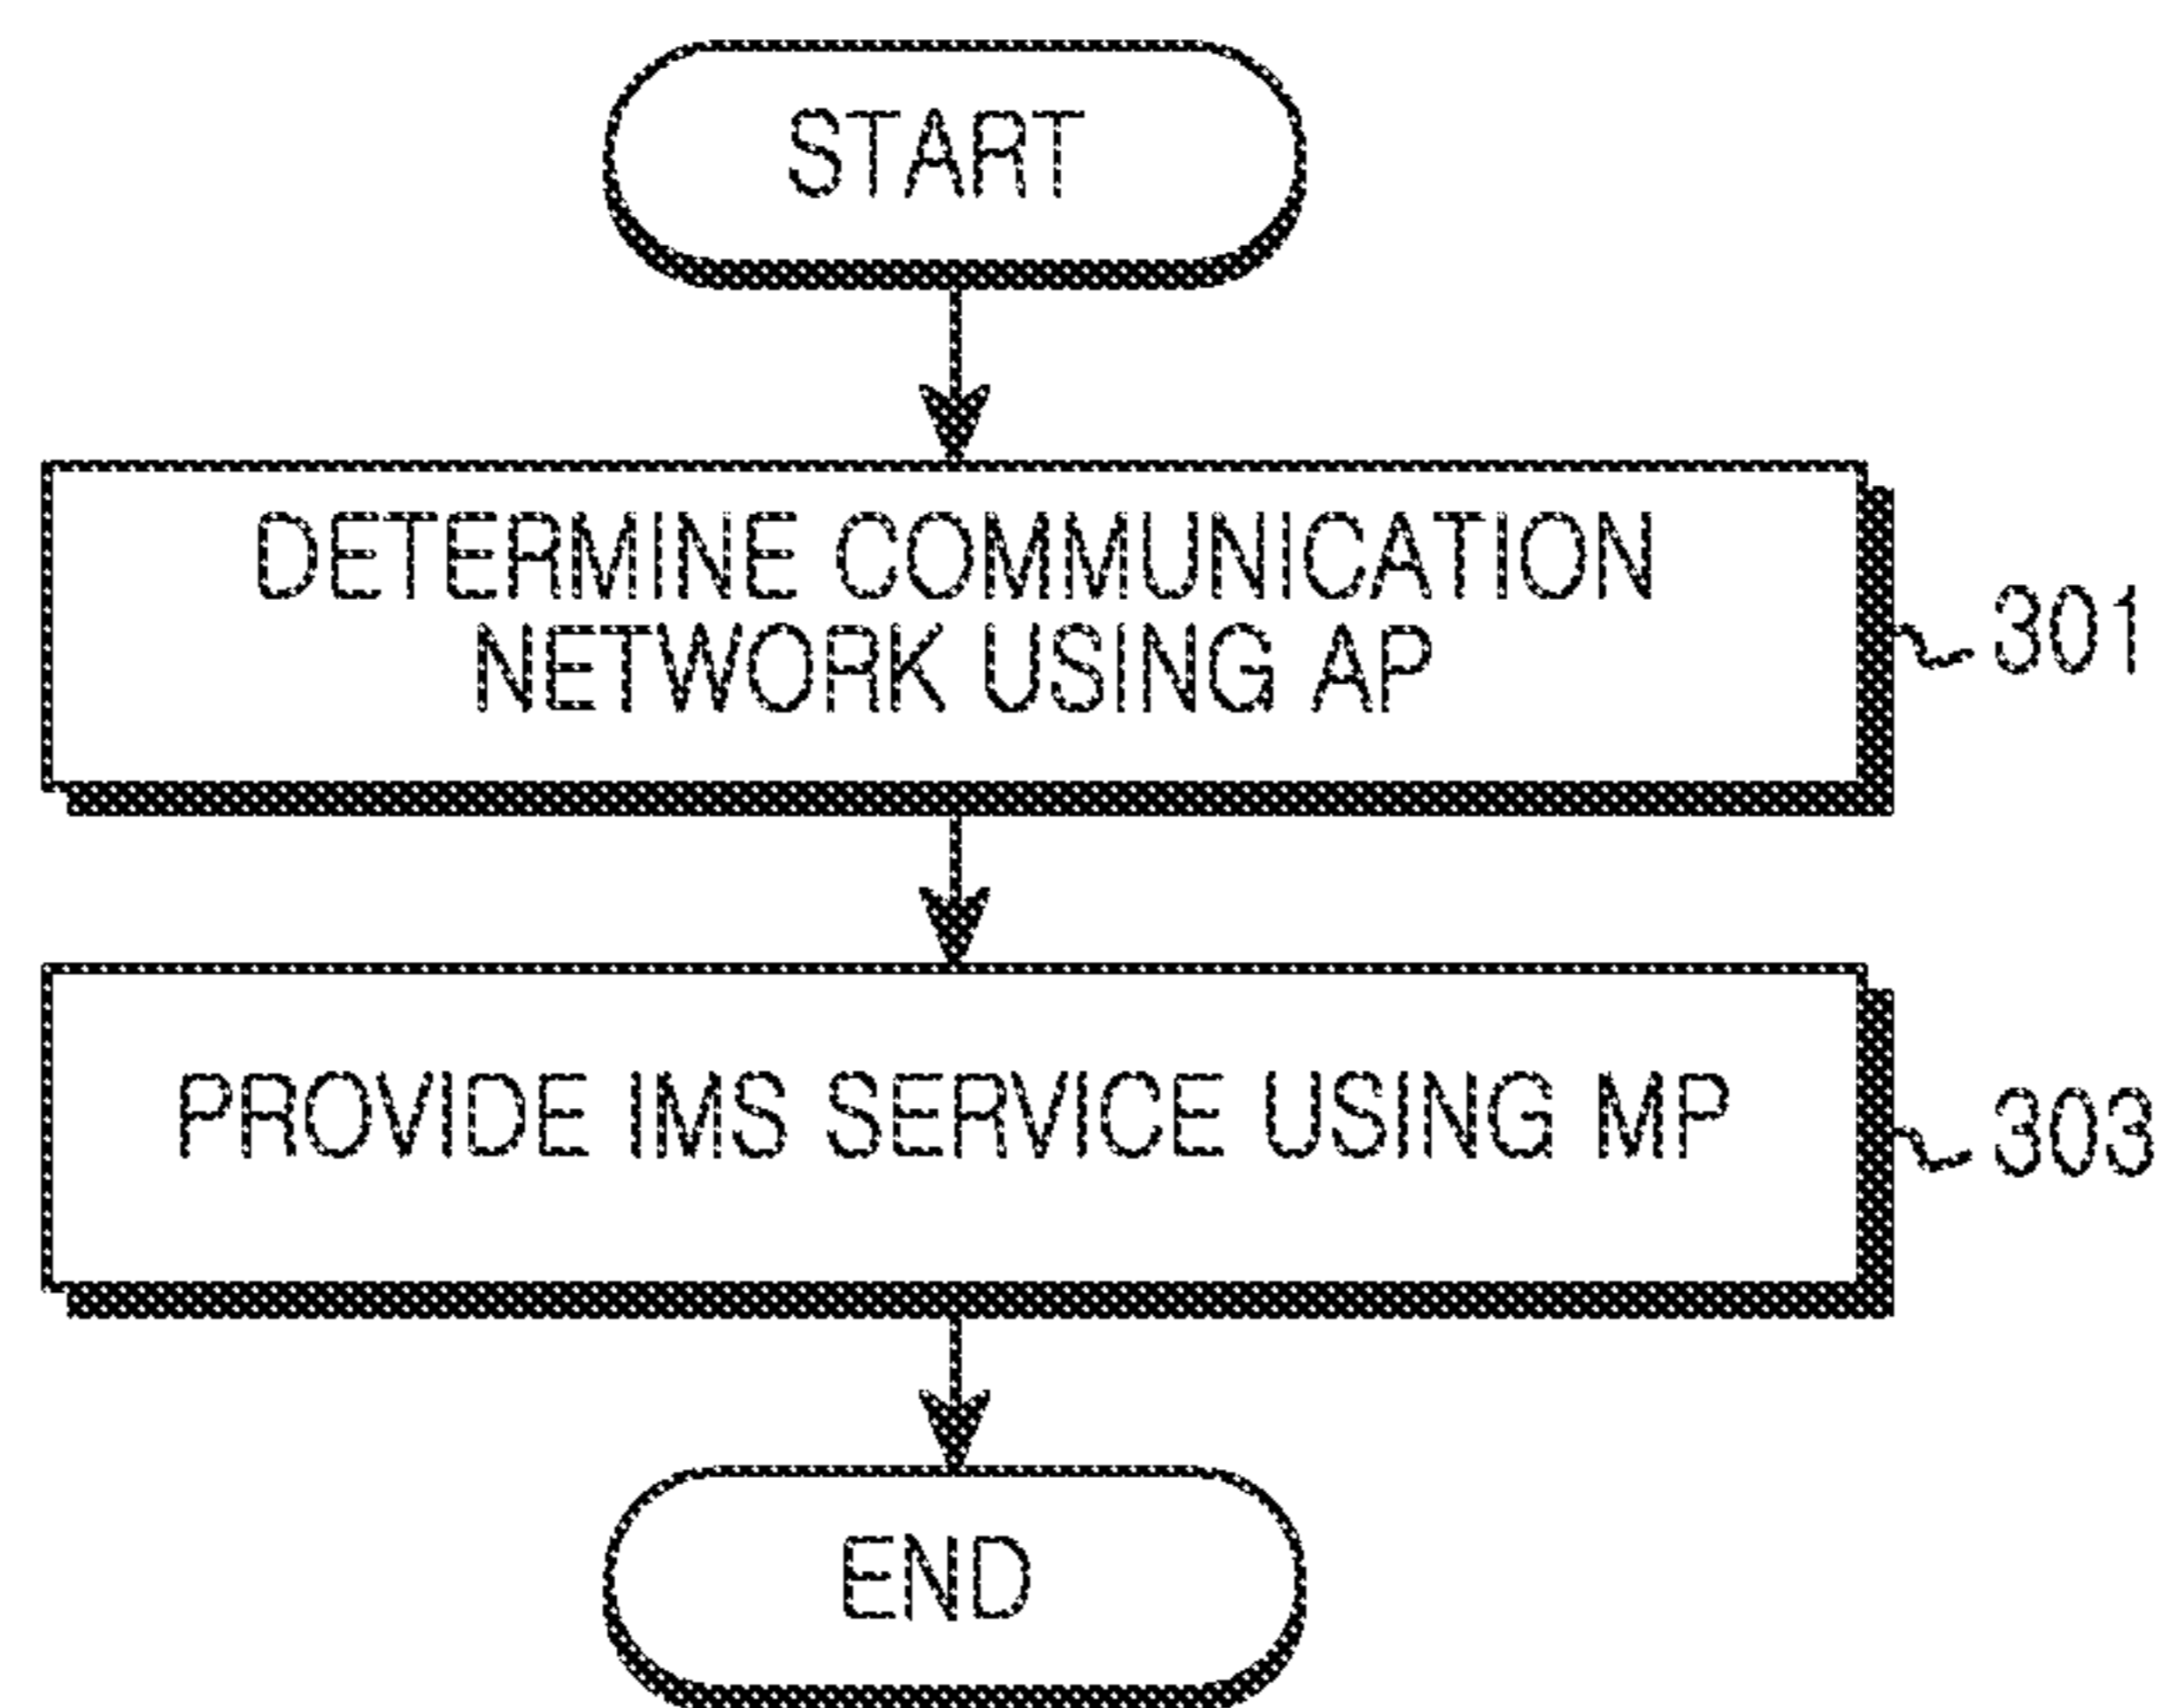 START
DETERMINE COMMUNICATION
NETWORK USING AP
301
PROVIDE IMS SERVICE USING MP
303
END